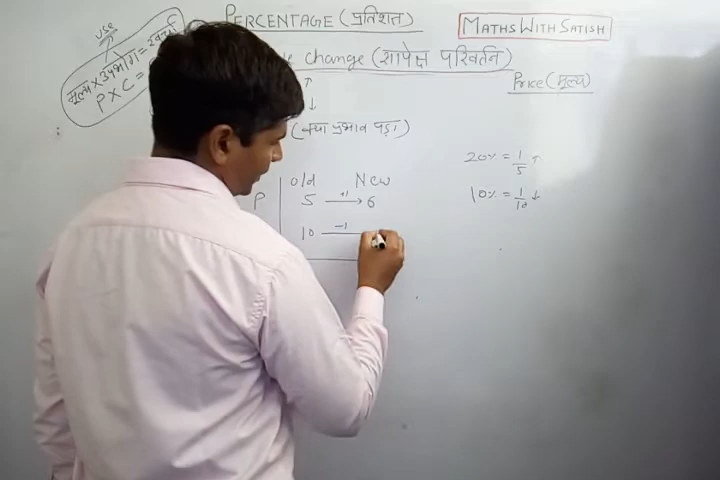 PERCENTAGE (प्रतिशत)
MATHS WITH SATISH
change (शापेक्ष परिवर्तन)
USE
मूल्य × उपभोग = खर्च
P × C =
Price (मूल्य)
↑
↓
(क्या प्रभाव पड़ा)
20% = 1/5 ↑
10% = 1/10 ↓
old New
P 5 +1→ 6
10 -1